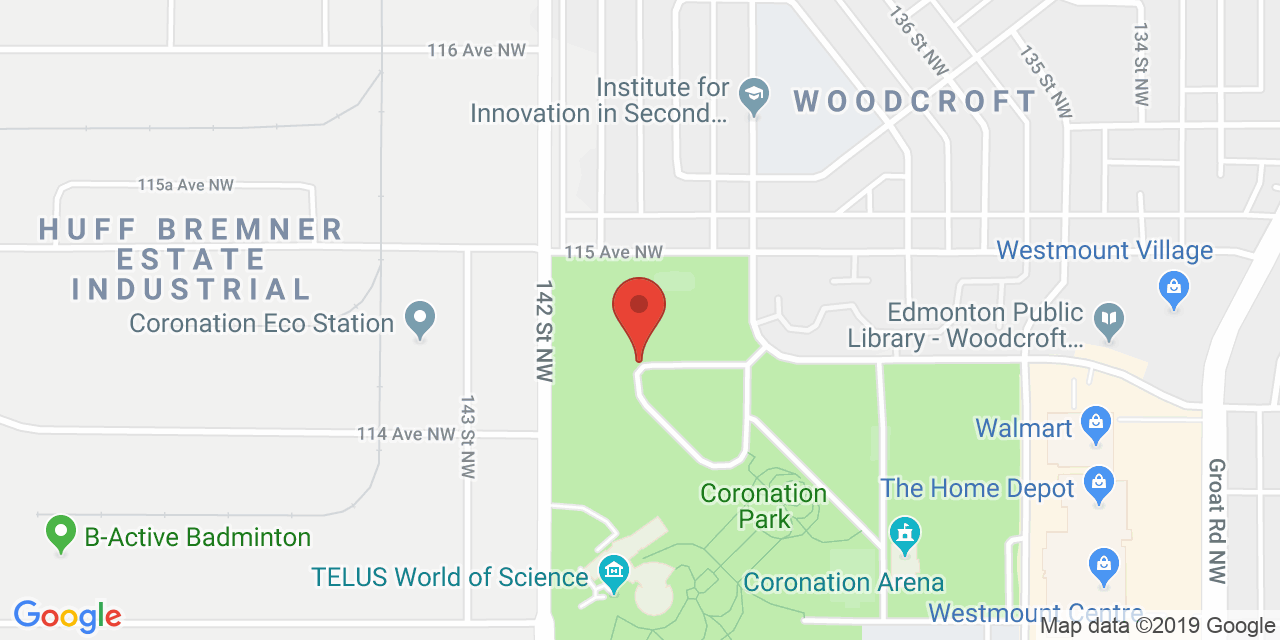 116 Ave NW
136 St NW
135 St NW
134 St NW
Institute for
Innovation in Second...
WOODCROFT
115a Ave NW
HUFF BREMNER
ESTATE
INDUSTRIAL
115 Ave NW
Westmount Village
142 St NW
Coronation Eco Station
Edmonton Public
Library - Woodcroft...
143 St NW
114 Ave NW
Walmart
Groat Rd NW
The Home Depot
Coronation
Park
B-Active Badminton
TELUS World of Science
Coronation Arena
Westmount Centre
Google
Map data ©2019 Google